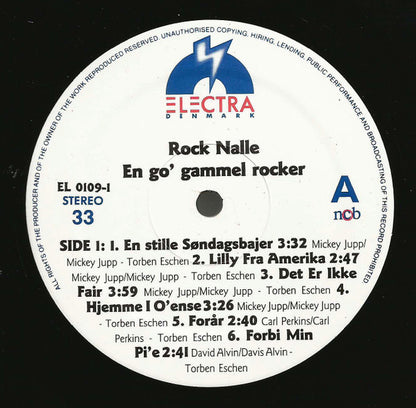 ALL RIGHTS OF THE PRODUCER AND OF THE OWNER OF THE WORK REPRODUCED RESERVED. UNAUTHORISED COPYING, HIRING, LENDING, PUBLIC PERFORMANCE AND BROADCASTING OF THIS RECORD PROHIBITED
ELECTRA
DENMARK
Rock Nalle
En go' gammel rocker
EL 0109-1
STEREO
33
A
ncb
SIDE 1: 1. En stille Søndagsbajer 3:32 Mickey Jupp/
Mickey Jupp - Torben Eschen 2. Lilly Fra Amerika 2:47
Mickey Jupp/Mickey Jupp - Torben Eschen 3. Det Er Ikke
Fair 3:59 Mickey Jupp/Mickey Jupp - Torben Eschen 4.
Hjemme I O'ense 3:26 Mickey Jupp/Mickey Jupp
- Torben Eschen 5. Forår 2:40 Carl Perkins/Carl
Perkins - Torben Eschen 6. Forbi Min
Pi'e 2:41 David Alvin/Davis Alvin -
Torben Eschen